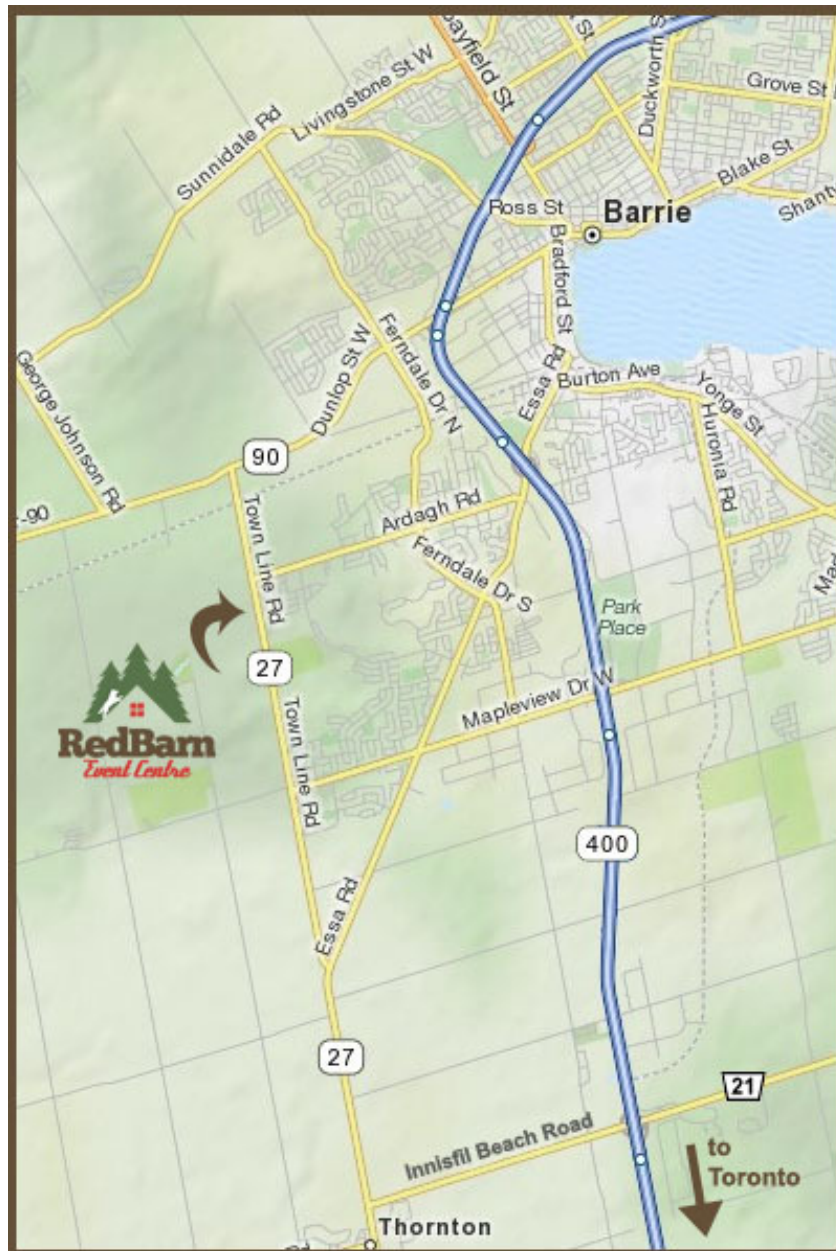 Bayfield St
Livingstone St W
Sunnidale Rd
Duckworth S
Grove St
Blake St
Ross St
Barrie
Bradford St
Dunlop St W
Ferndale Dr N
Essa Rd
Burton Ave
Yonge St
Huronia Rd
George Johnson Rd
90
-90
Town Line Rd
Ardagh Rd
Ferndale Dr S
Park
Place
27
RedBarn
Event Centre
Town Line Rd
Mapleview Dr W
400
Essa Rd
27
21
Innisfil Beach Road
to
Toronto
Thornton